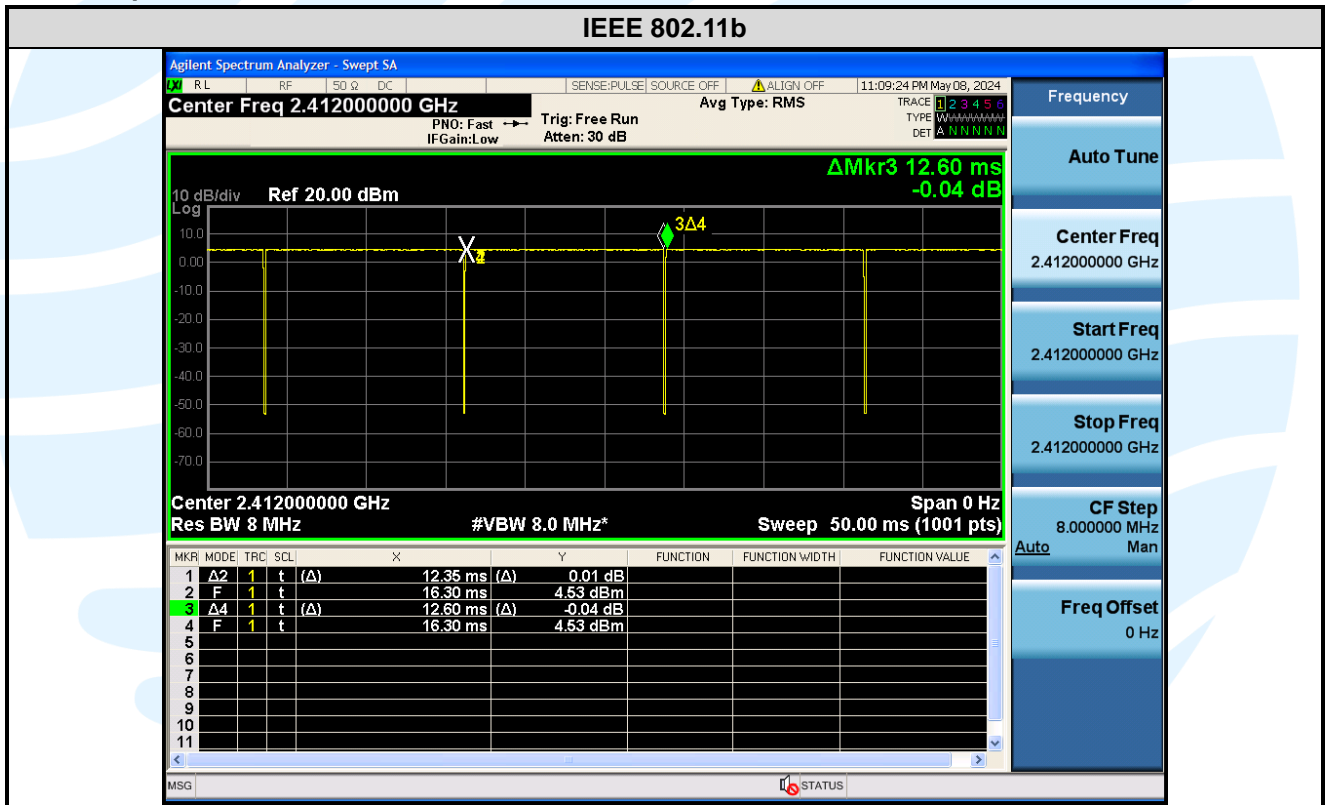 IEEE 802.11b
Agilent Spectrum Analyzer - Swept SA
LXI RL RF 50 Ω DC SENSE:PULSE SOURCE OFF ALIGN OFF 11:09:24 PM May 08, 2024
Center Freq 2.412000000 GHz
PNO: Fast
IFGain:Low
Trig: Free Run
Atten: 30 dB
Avg Type: RMS
TRACE 1 2 3 4 5 6
TYPE W
DET A N N N N N
Frequency
Auto Tune
Center Freq
2.412000000 GHz
Start Freq
2.412000000 GHz
Stop Freq
2.412000000 GHz
CF Step
8.000000 MHz
Auto Man
Freq Offset
0 Hz
ΔMkr3 12.60 ms
-0.04 dB
10 dB/div Ref 20.00 dBm
Log
10.0
0.00
-10.0
-20.0
-30.0
-40.0
-50.0
-60.0
-70.0
3Δ4
Center 2.412000000 GHz Span 0 Hz
Res BW 8 MHz #VBW 8.0 MHz* Sweep 50.00 ms (1001 pts)
MKR MODE TRC SCL X Y FUNCTION FUNCTION WIDTH FUNCTION VALUE
1 Δ2 1 t (Δ) 12.35 ms (Δ) 0.01 dB
2 F 1 t 16.30 ms 4.53 dBm
3 Δ4 1 t (Δ) 12.60 ms (Δ) -0.04 dB
4 F 1 t 16.30 ms 4.53 dBm
5
6
7
8
9
10
11
MSG STATUS